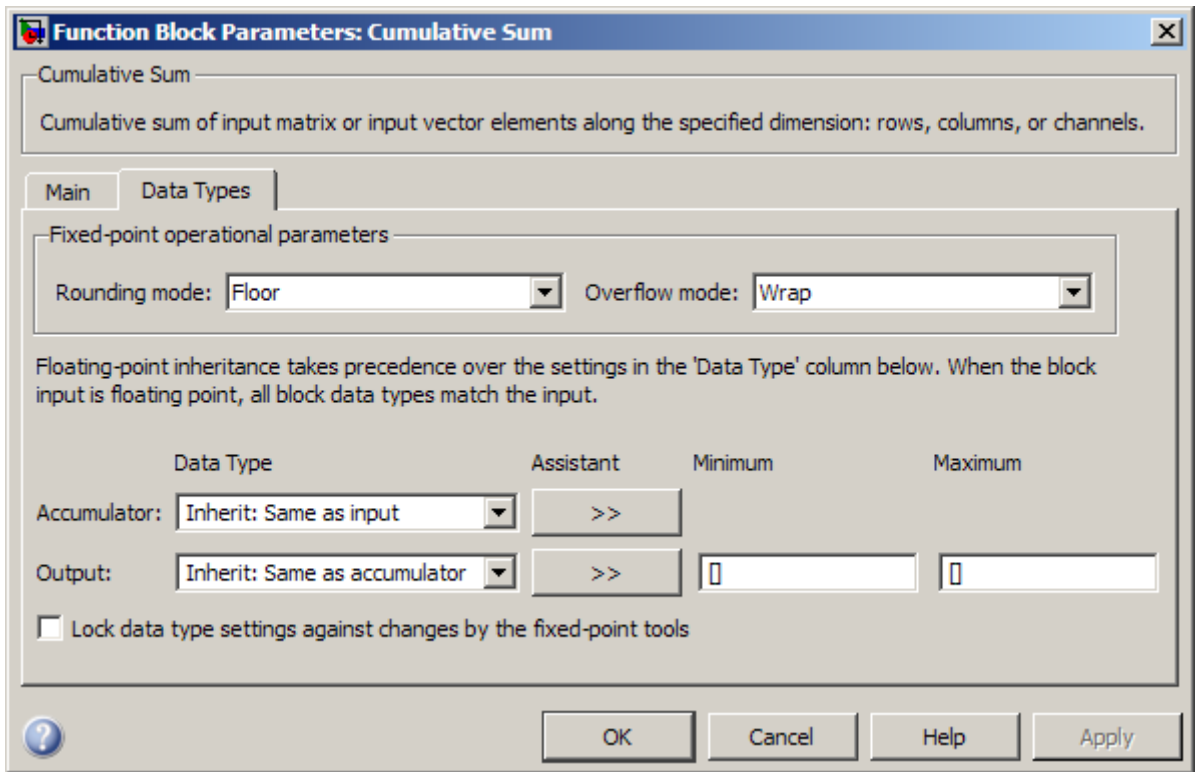 Function Block Parameters: Cumulative Sum
Cumulative Sum
Cumulative sum of input matrix or input vector elements along the specified dimension: rows, columns, or channels.
Main Data Types
Fixed-point operational parameters
Rounding mode: Floor Overflow mode: Wrap
Floating-point inheritance takes precedence over the settings in the 'Data Type' column below. When the block
input is floating point, all block data types match the input.
Data Type Assistant Minimum Maximum
Accumulator: Inherit: Same as input >>
Output: Inherit: Same as accumulator >> [] []
Lock data type settings against changes by the fixed-point tools
? OK Cancel Help Apply